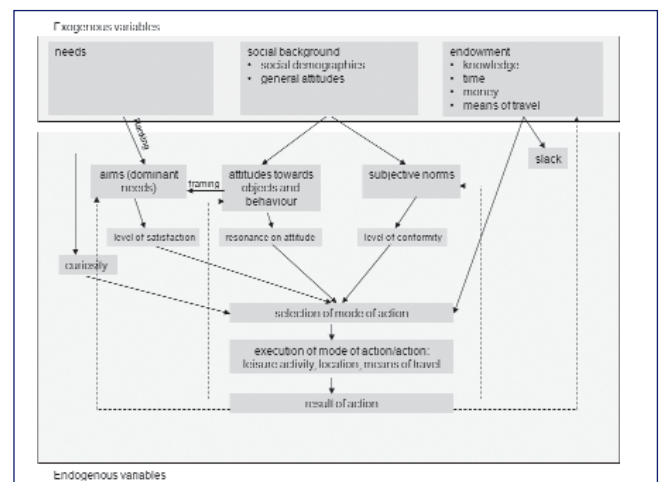 Exogenous variables
needs
social background
• social demographics
• general attitudes
endowment
• knowledge
• time
• money
• means of travel
Ranking
slack
aims (dominant
needs)
framing
attitudes towards
objects and
behaviour
subjective norms
level of satisfaction
resonance on attitude
level of conformity
curiosity
selection of mode of action
execution of mode of action/action:
leisure activity, location, means of travel
result of action
Endogenous variables